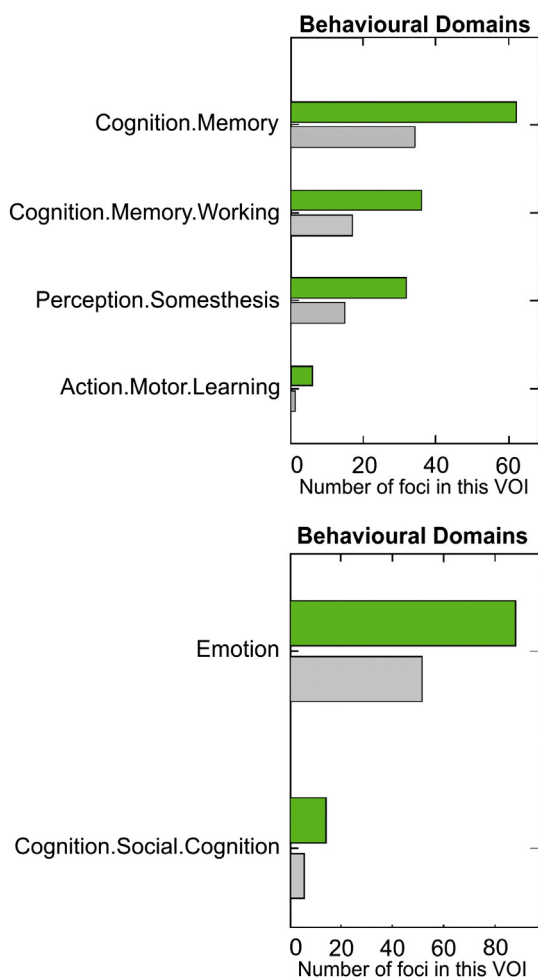 Behavioural Domains
Cognition.Memory
Cognition.Memory.Working
Perception.Somesthesis
Action.Motor.Learning
0 20 40 60
Number of foci in this VOI
Behavioural Domains
Emotion
Cognition.Social.Cognition
0 20 40 60 80
Number of foci in this VOI